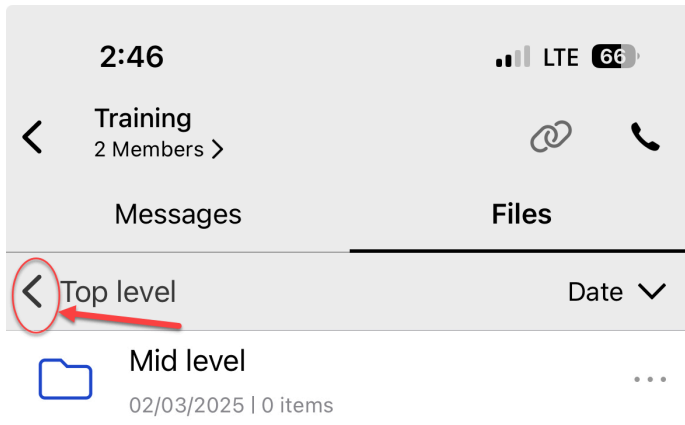 2:46 LTE 66
Training
2 Members
Messages Files
Top level Date
Mid level
02/03/2025 | 0 items